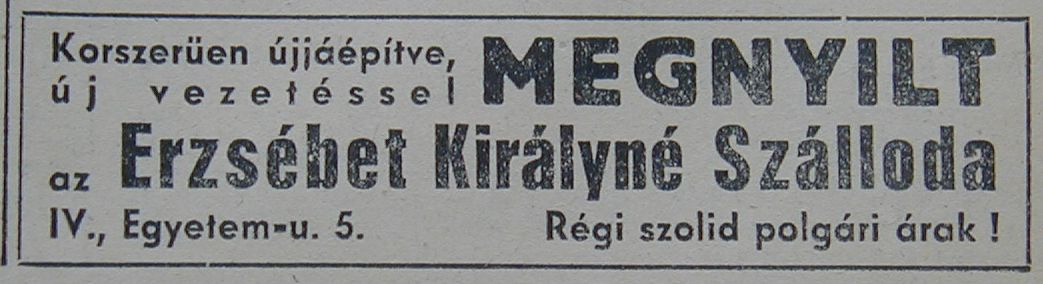 Korszerüen újjáépítve,
új vezetéssel MEGNYILT
az Erzsébet Királyné Szálloda
IV., Egyetem-u. 5. Régi szolid polgári árak !